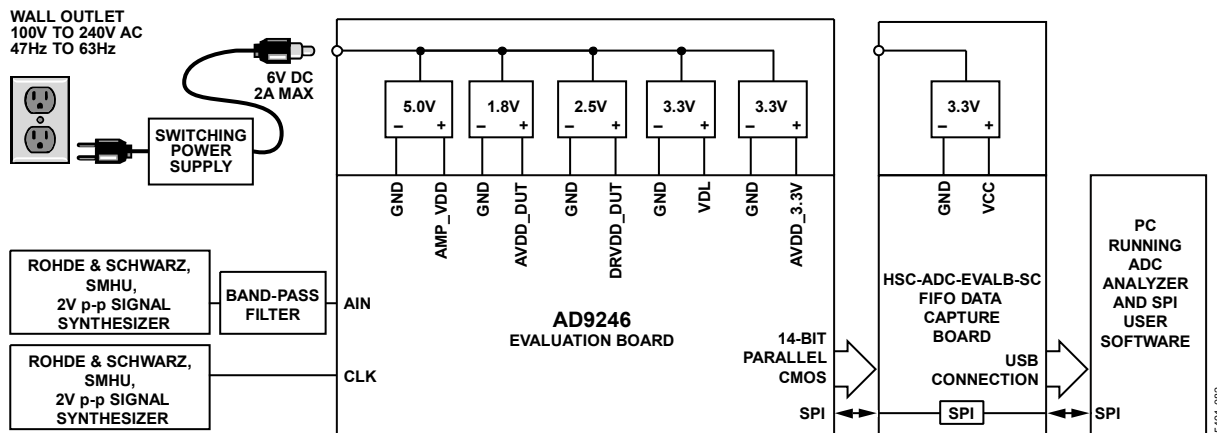 WALL OUTLET
100V TO 240V AC
47Hz TO 63Hz
6V DC
2A MAX
SWITCHING
POWER
SUPPLY
5.0V
– +
1.8V
– +
2.5V
– +
3.3V
– +
3.3V
– +
3.3V
– +
GND
AMP_VDD
GND
AVDD_DUT
GND
DRVDD_DUT
GND
VDL
GND
AVDD_3.3V
GND
VCC
ROHDE & SCHWARZ,
SMHU,
2V p-p SIGNAL
SYNTHESIZER
BAND-PASS
FILTER
AIN
ROHDE & SCHWARZ,
SMHU,
2V p-p SIGNAL
SYNTHESIZER
CLK
AD9246
EVALUATION BOARD
14-BIT
PARALLEL
CMOS
SPI
HSC-ADC-EVALB-SC
FIFO DATA
CAPTURE
BOARD
USB
CONNECTION
SPI
PC
RUNNING
ADC
ANALYZER
AND SPI
USER
SOFTWARE
SPI